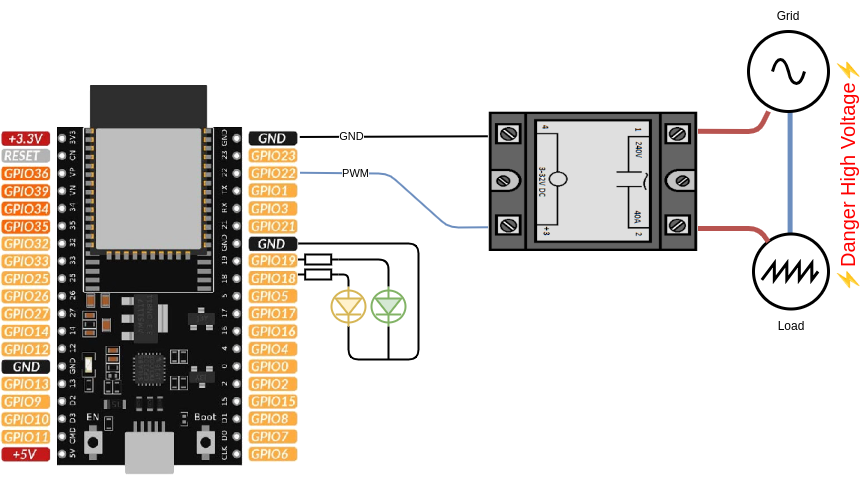 Grid
Danger High Voltage
Load
GND
PWM
4
3-32V DC
+3
1
240V
40A
2
+3.3V
RESET
GPIO36
GPIO39
GPIO34
GPIO35
GPIO32
GPIO33
GPIO25
GPIO26
GPIO27
GPIO14
GPIO12
GND
GPIO13
GPIO9
GPIO10
GPIO11
+5V
3V3
CN
VP
VN
34
35
32
33
25
26
27
14
12
GND
13
D2
D3
CMD
5V
EN
Boot
GND
23
22
TX
RX
21
GND
19
18
5
17
16
4
0
2
15
D1
D0
CLK
GND
GPIO23
GPIO22
GPIO1
GPIO3
GPIO21
GND
GPIO19
GPIO18
GPIO5
GPIO17
GPIO16
GPIO4
GPIO0
GPIO2
GPIO15
GPIO8
GPIO7
GPIO6